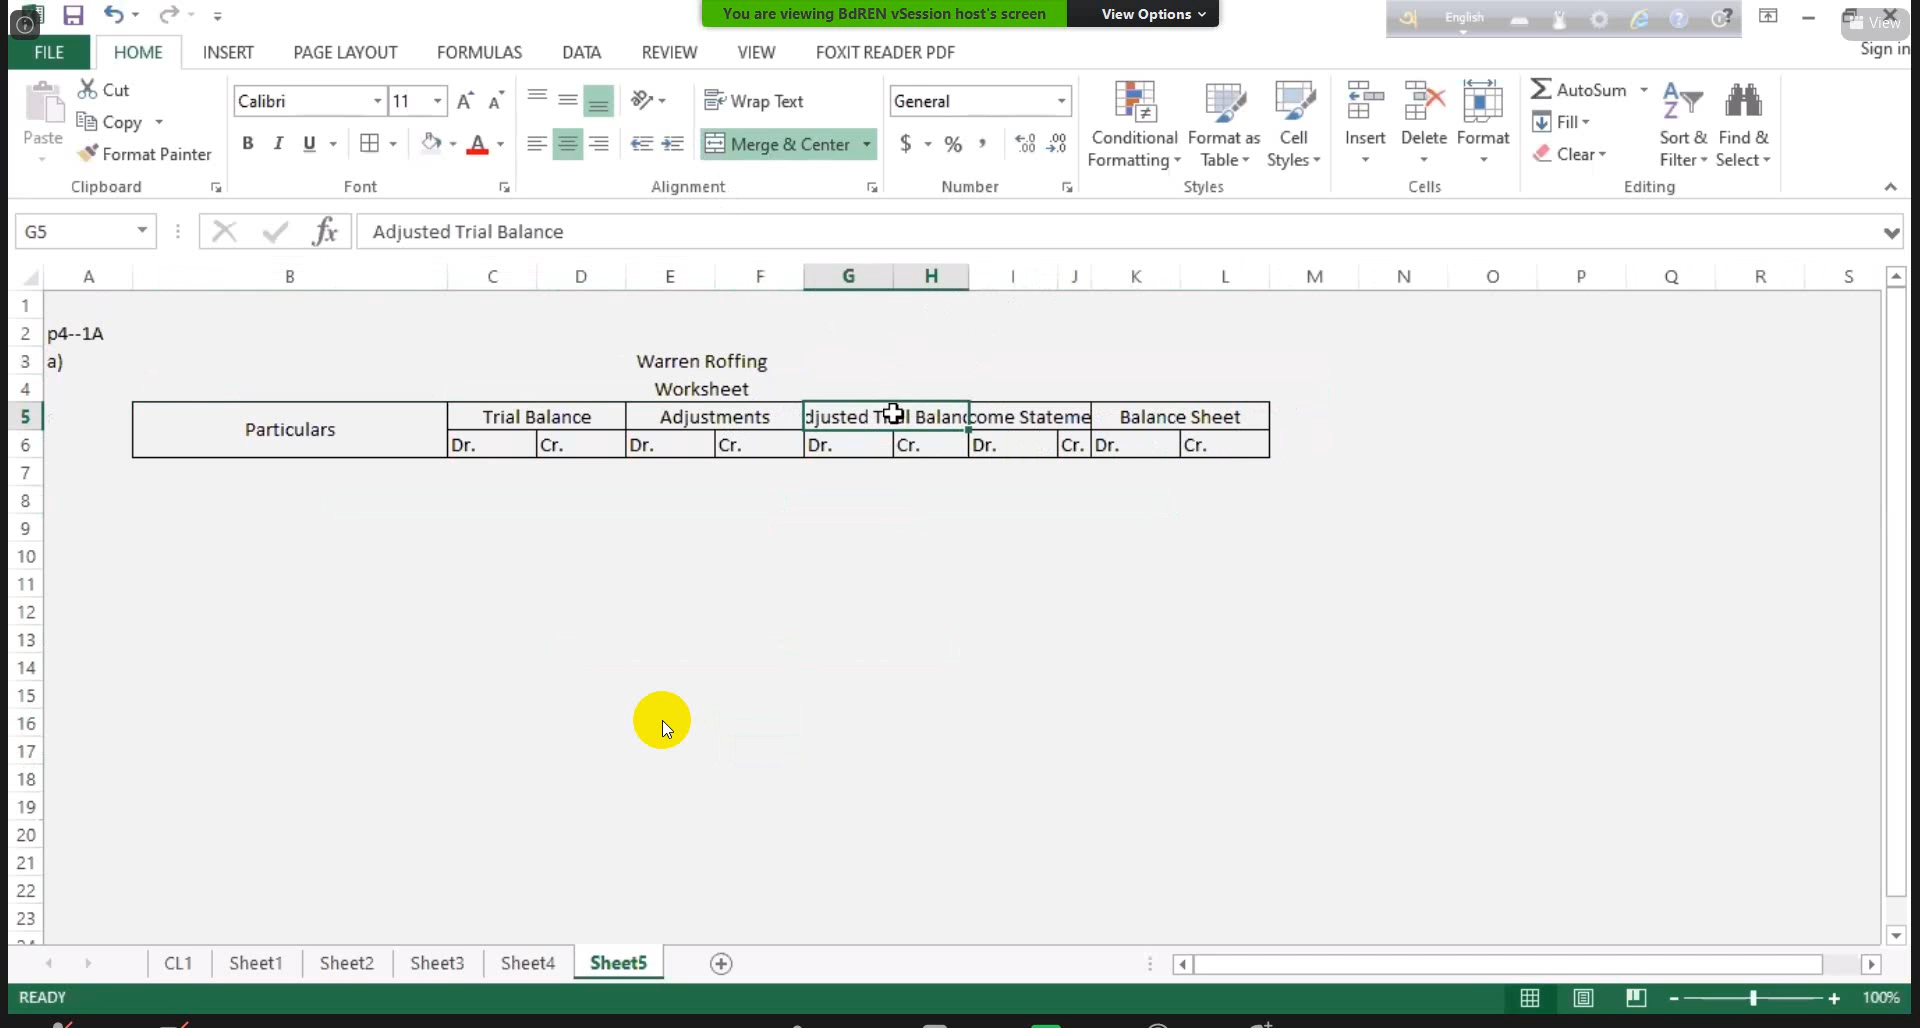 You are viewing BdREN vSession host's screen
View Options
English
View
Sign in
FILE HOME INSERT PAGE LAYOUT FORMULAS DATA REVIEW VIEW FOXIT READER PDF
Paste
Cut
Copy
Format Painter
Clipboard
Calibri 11
B I U
Font
Wrap Text
Merge & Center
Alignment
General
$ %
Number
Conditional Formatting
Format as Table
Cell Styles
Styles
Insert Delete Format
Cells
AutoSum
Fill
Clear
Sort & Filter
Find & Select
Editing
G5
fx
Adjusted Trial Balance
A B C D E F G H I J K L M N O P Q R S
1
2 p4--1A
3 a) Warren Roffing
4 Worksheet
5 Particulars Trial Balance Adjustments djusted Balanc come Stateme Balance Sheet
6 Dr. Cr. Dr. Cr. Dr. Cr. Dr. Cr. Dr. Cr.
7
8
9
10
11
12
13
14
15
16
17
18
19
20
21
22
23
CL1 Sheet1 Sheet2 Sheet3 Sheet4 Sheet5
READY
100%